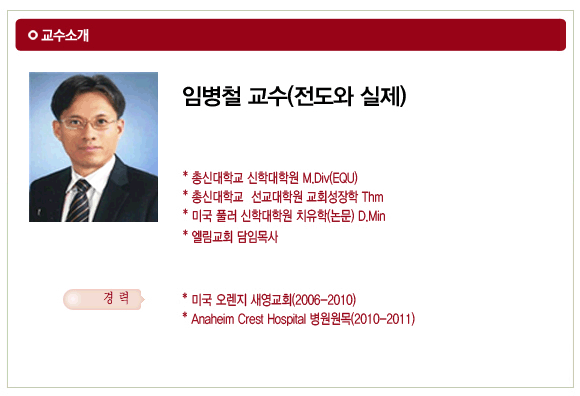 교수소개
임병철 교수(전도와 실제)
* 총신대학교 신학대학원 M.Div(EQU)
* 총신대학교 선교대학원 교회성장학 Thm
* 미국 풀러 신학대학원 치유학(논문) D.Min
* 엘림교회 담임목사
경 력
* 미국 오렌지 새영교회(2006-2010)
* Anaheim Crest Hospital 병원원목(2010-2011)